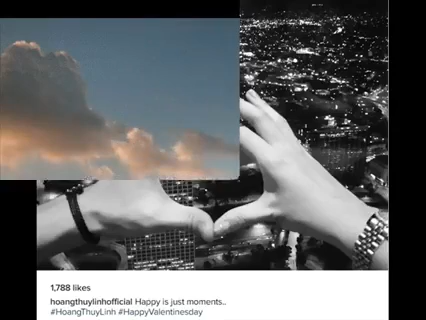 1,788 likes
hoangthuylinhofficial Happy is just moments..
#HoangThuyLinh #HappyValentinesday